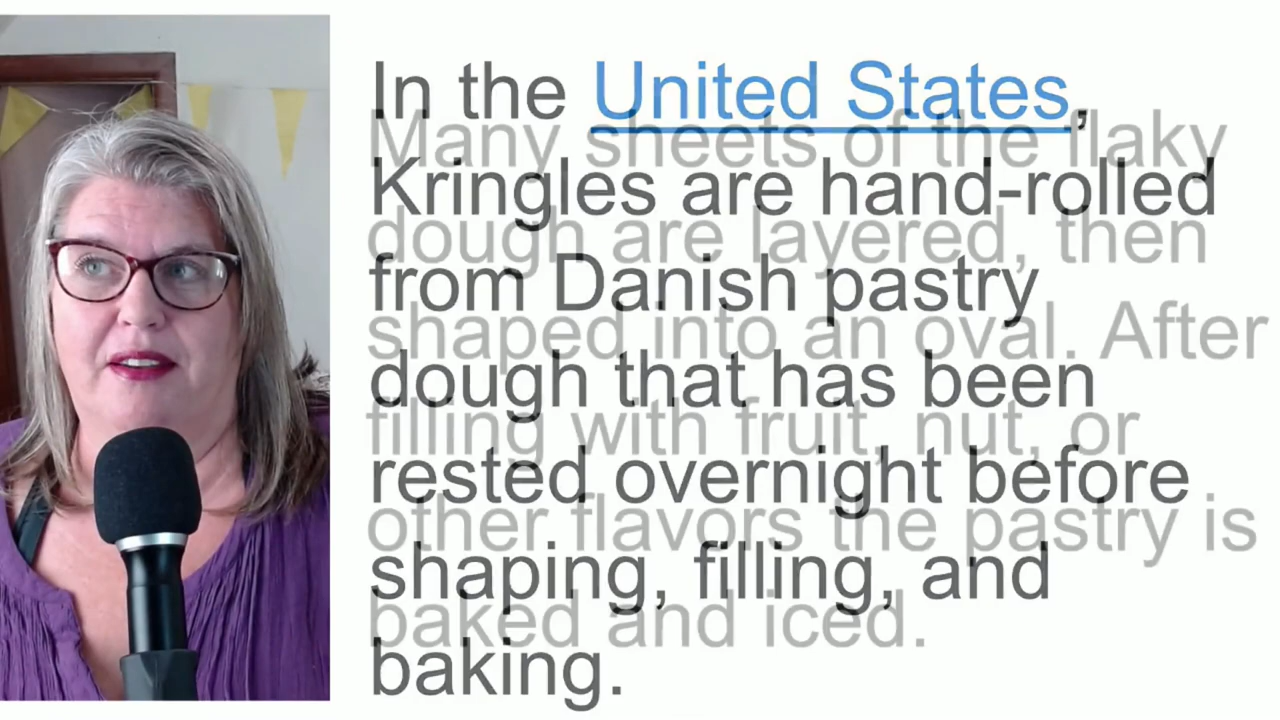 In the United States,
Kringles are hand-rolled
from Danish pastry
dough that has been
rested overnight before
shaping, filling, and
baking.
Many sheets of the flaky
dough are layered, then
shaped into an oval. After
filling with fruit, nut, or
other flavors the pastry is
baked and iced.